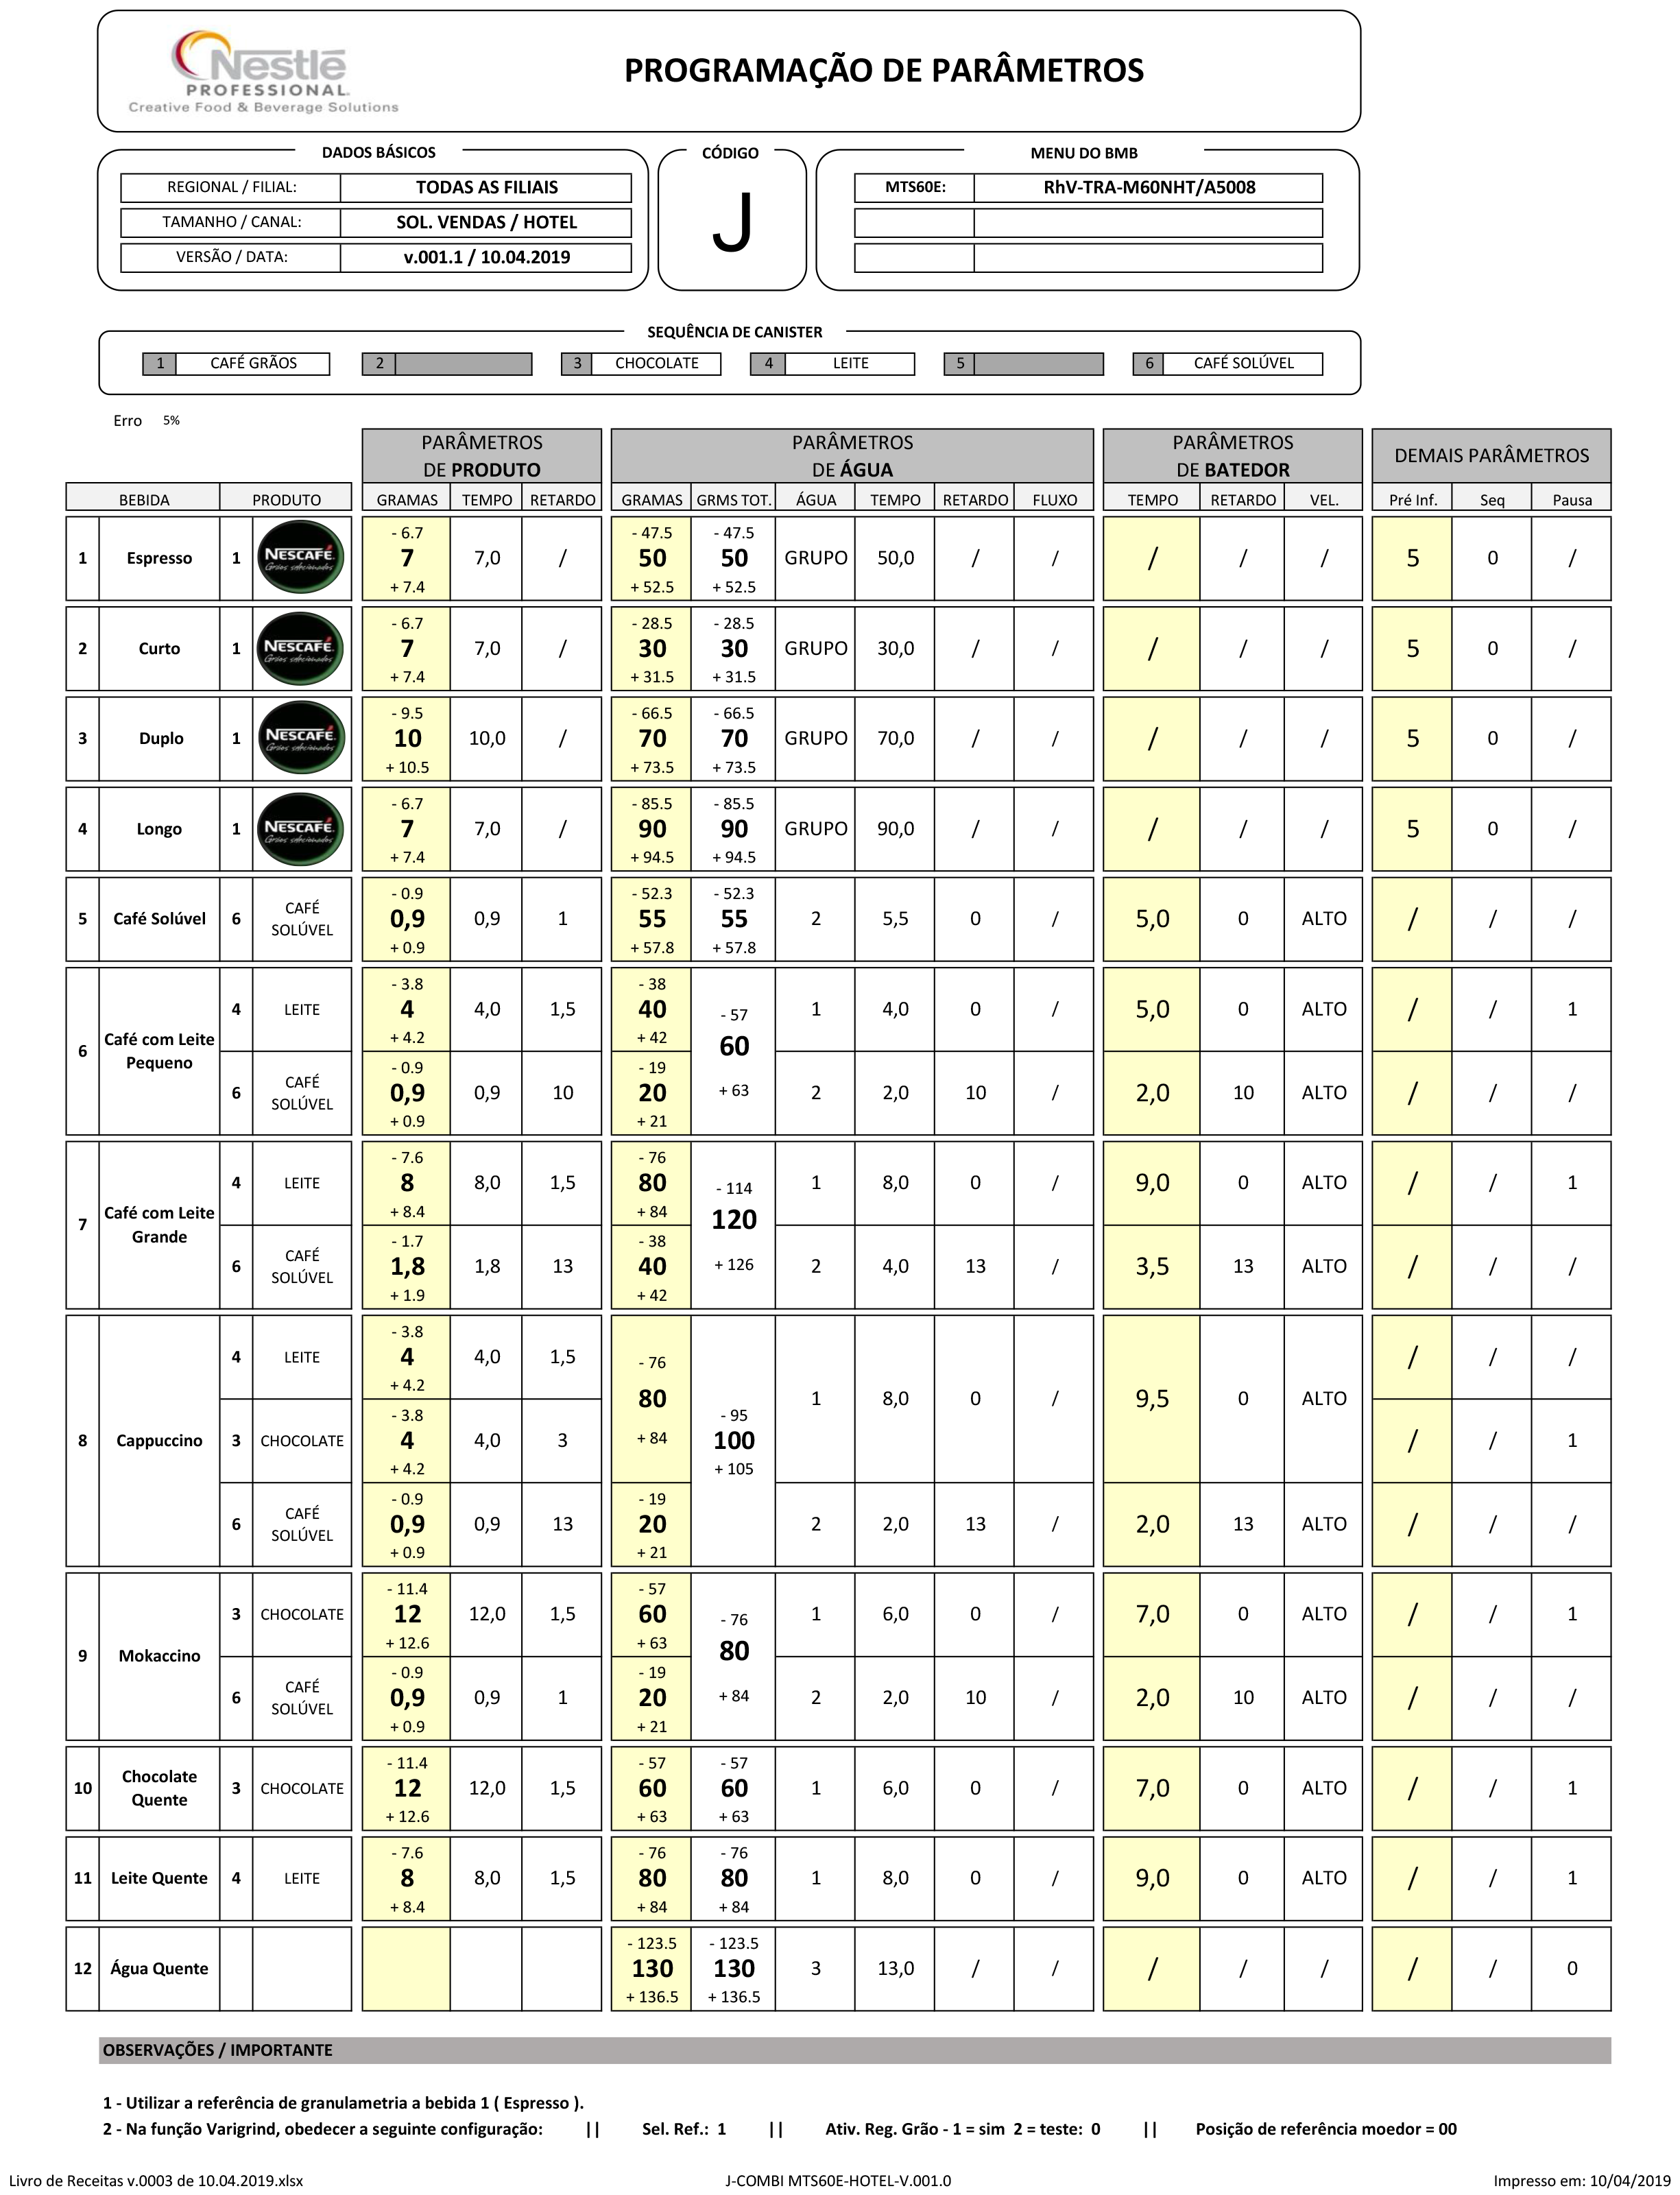 Nestlé
PROFESSIONAL.
Creative Food & Beverage Solutions
PROGRAMAÇÃO DE PARÂMETROS
DADOS BÁSICOS
REGIONAL / FILIAL: TODAS AS FILIAIS
TAMANHO / CANAL: SOL. VENDAS / HOTEL
VERSÃO / DATA: v.001.1 / 10.04.2019
CÓDIGO
J
MENU DO BMB
MTS60E: RhV-TRA-M60NHT/A5008
SEQUÊNCIA DE CANISTER
1 CAFÉ GRÃOS 2 3 CHOCOLATE 4 LEITE 5 6 CAFÉ SOLÚVEL
Erro 5%
PARÂMETROS PARÂMETROS PARÂMETROS DEMAIS PARÂMETROS
DE PRODUTO DE ÁGUA DE BATEDOR
BEBIDA PRODUTO GRAMAS TEMPO RETARDO GRAMAS GRMS TOT. ÁGUA TEMPO RETARDO FLUXO TEMPO RETARDO VEL. Pré Inf. Seq Pausa
- 6.7 - 47.5 - 47.5
1 Espresso 1 NESCAFÉ Grãos selecionados 7 7,0 / 50 50 GRUPO 50,0 / / / / / 5 0 /
+ 7.4 + 52.5 + 52.5
- 6.7 - 28.5 - 28.5
2 Curto 1 NESCAFÉ Grãos selecionados 7 7,0 / 30 30 GRUPO 30,0 / / / / / 5 0 /
+ 7.4 + 31.5 + 31.5
- 9.5 - 66.5 - 66.5
3 Duplo 1 NESCAFÉ Grãos selecionados 10 10,0 / 70 70 GRUPO 70,0 / / / / / 5 0 /
+ 10.5 + 73.5 + 73.5
- 6.7 - 85.5 - 85.5
4 Longo 1 NESCAFÉ Grãos selecionados 7 7,0 / 90 90 GRUPO 90,0 / / / / / 5 0 /
+ 7.4 + 94.5 + 94.5
- 0.9 - 52.3 - 52.3
5 Café Solúvel 6 CAFÉ SOLÚVEL 0,9 0,9 1 55 55 2 5,5 0 / 5,0 0 ALTO / / /
+ 0.9 + 57.8 + 57.8
6 Café com Leite Pequeno
- 3.8 - 38 - 57
4 LEITE 4 4,0 1,5 40 60 1 4,0 0 / 5,0 0 ALTO / / 1
+ 4.2 + 42
- 0.9 - 19
6 CAFÉ SOLÚVEL 0,9 0,9 10 20 + 63 2 2,0 10 / 2,0 10 ALTO / / /
+ 0.9 + 21
7 Café com Leite Grande
- 7.6 - 76 - 114
4 LEITE 8 8,0 1,5 80 120 1 8,0 0 / 9,0 0 ALTO / / 1
+ 8.4 + 84
- 1.7 - 38
6 CAFÉ SOLÚVEL 1,8 1,8 13 40 + 126 2 4,0 13 / 3,5 13 ALTO / / /
+ 1.9 + 42
8 Cappuccino
- 3.8 - 76
4 LEITE 4 4,0 1,5 80 1 8,0 0 / 9,5 0 ALTO / / /
+ 4.2 + 84
- 3.8 - 95
3 CHOCOLATE 4 4,0 3 100 / / 1
+ 4.2 + 105
- 0.9 - 19
6 CAFÉ SOLÚVEL 0,9 0,9 13 20 2 2,0 13 / 2,0 13 ALTO / / /
+ 0.9 + 21
9 Mokaccino
- 11.4 - 57 - 76
3 CHOCOLATE 12 12,0 1,5 60 80 1 6,0 0 / 7,0 0 ALTO / / 1
+ 12.6 + 63
- 0.9 - 19
6 CAFÉ SOLÚVEL 0,9 0,9 1 20 + 84 2 2,0 10 / 2,0 10 ALTO / / /
+ 0.9 + 21
- 11.4 - 57 - 57
10 Chocolate Quente 3 CHOCOLATE 12 12,0 1,5 60 60 1 6,0 0 / 7,0 0 ALTO / / 1
+ 12.6 + 63 + 63
- 7.6 - 76 - 76
11 Leite Quente 4 LEITE 8 8,0 1,5 80 80 1 8,0 0 / 9,0 0 ALTO / / 1
+ 8.4 + 84 + 84
- 123.5 - 123.5
12 Água Quente 130 130 3 13,0 / / / / / / / 0
+ 136.5 + 136.5
OBSERVAÇÕES / IMPORTANTE
1 - Utilizar a referência de granulametria a bebida 1 ( Espresso ).
2 - Na função Varigrind, obedecer a seguinte configuração: || Sel. Ref.: 1 || Ativ. Reg. Grão - 1 = sim 2 = teste: 0 || Posição de referência moedor = 00
Livro de Receitas v.0003 de 10.04.2019.xlsx J-COMBI MTS60E-HOTEL-V.001.0 Impresso em: 10/04/2019